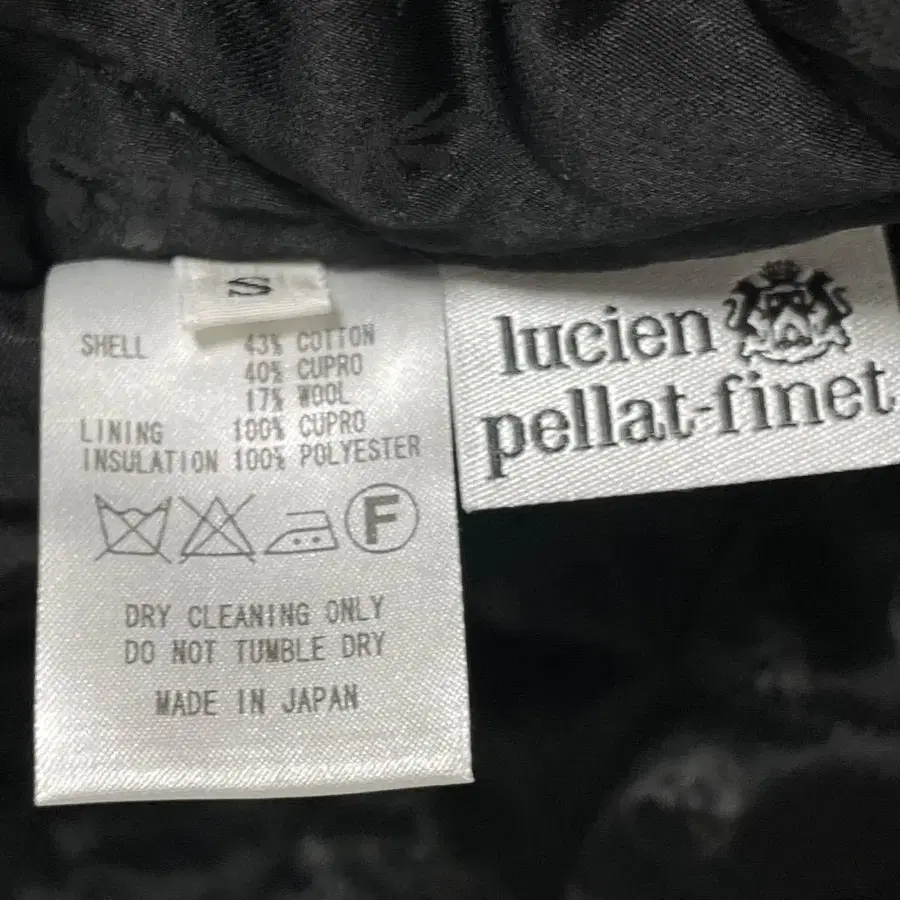 S
SHELL 43% COTTON
40% CUPRO
17% WOOL
LINING 100% CUPRO
INSULATION 100% POLYESTER
F
DRY CLEANING ONLY
DO NOT TUMBLE DRY
MADE IN JAPAN
lucien
pellat-finet